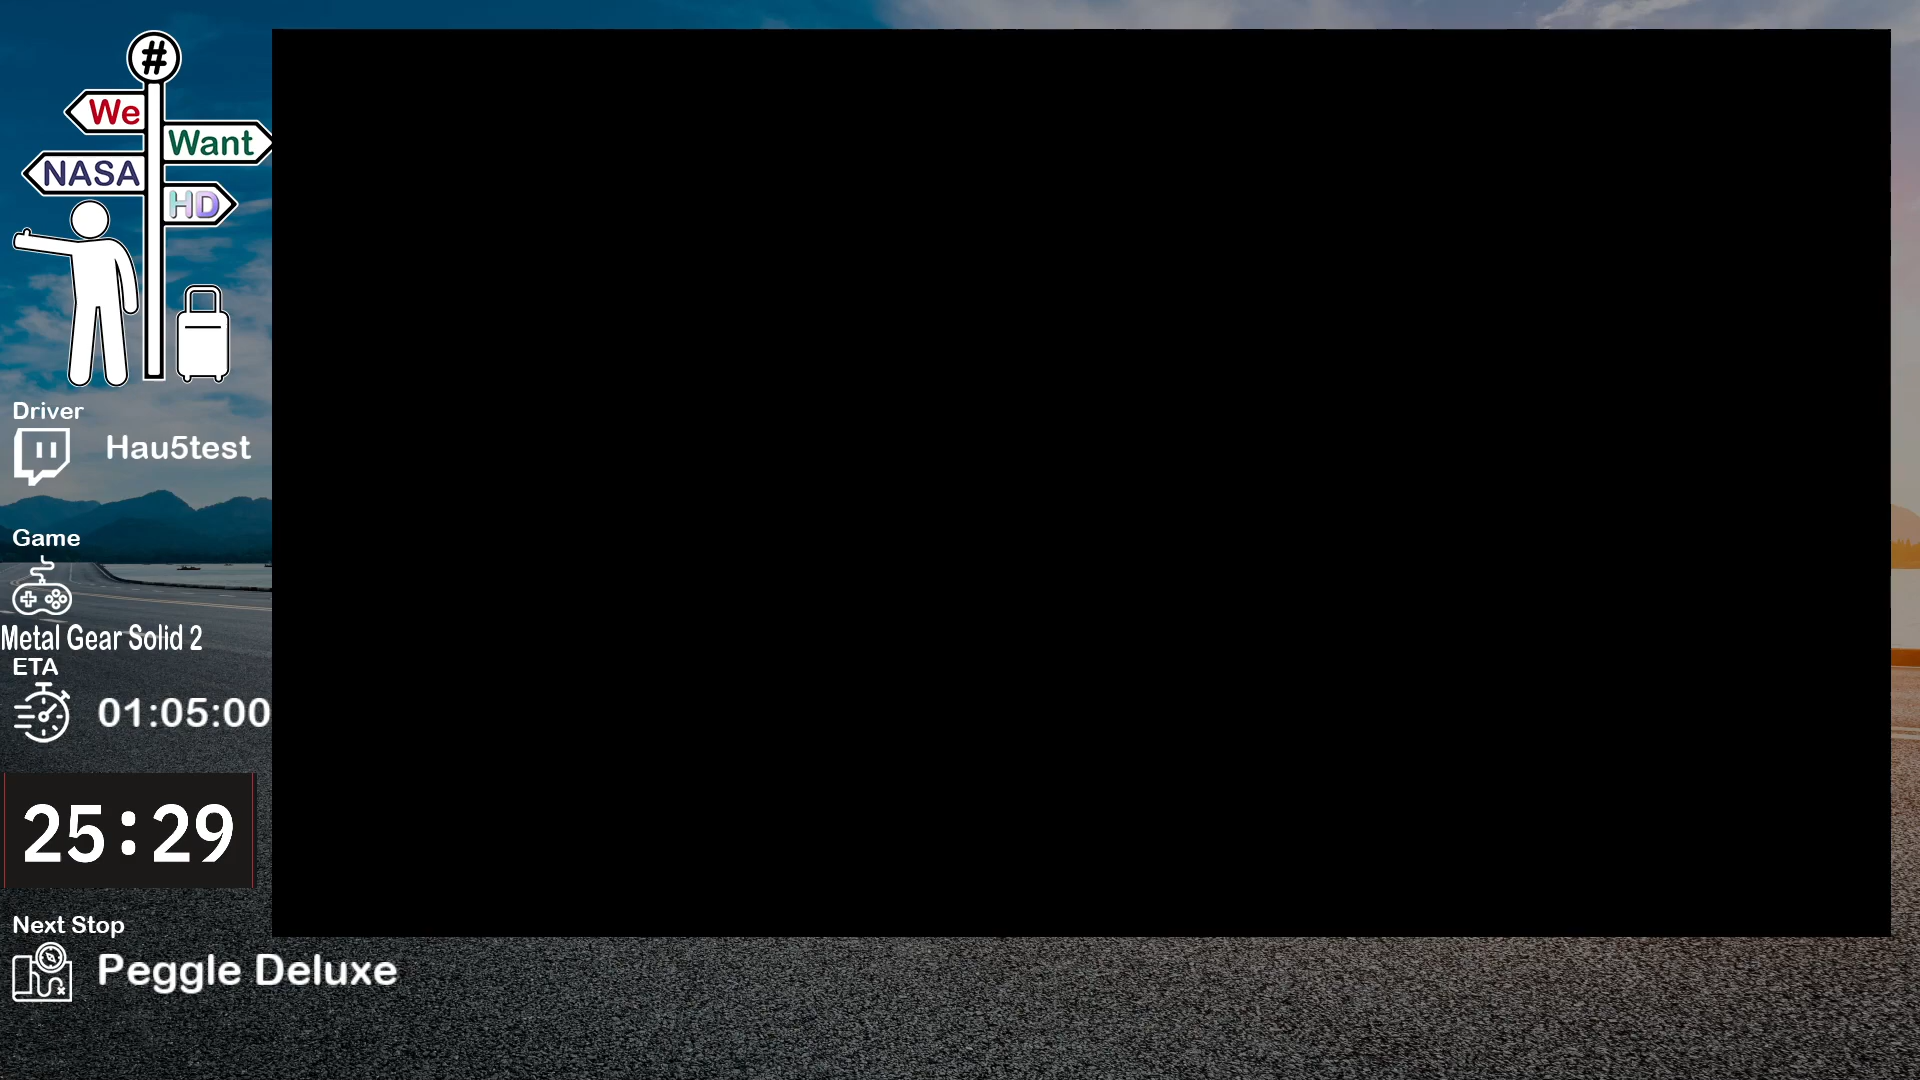 #
We
Want
NASA
HD
Driver
Hau5test
Game
Metal Gear Solid 2
ETA
01:05:00
25:29
Next Stop
Peggle Deluxe